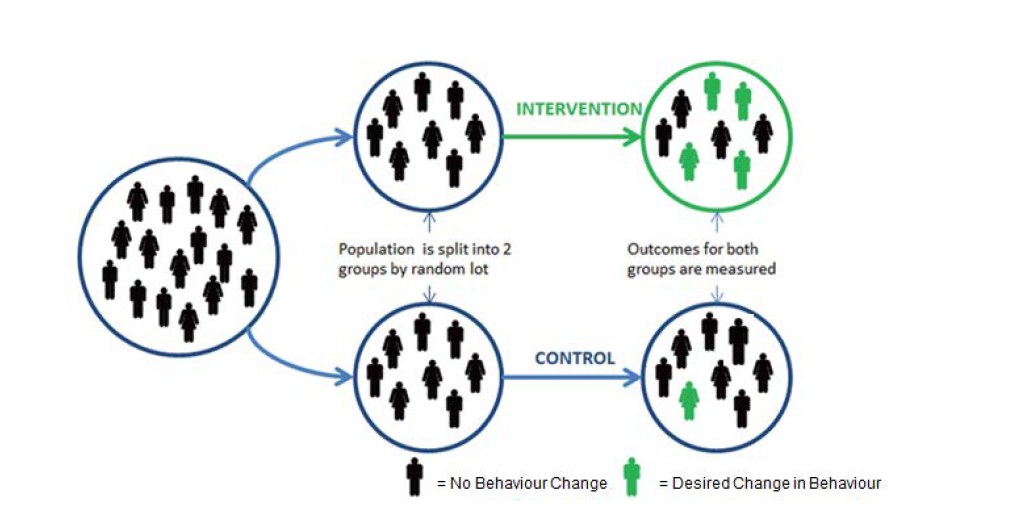 INTERVENTION
Population is split into 2
groups by random lot
Outcomes for both
groups are measured
CONTROL
= No Behaviour Change
= Desired Change in Behaviour